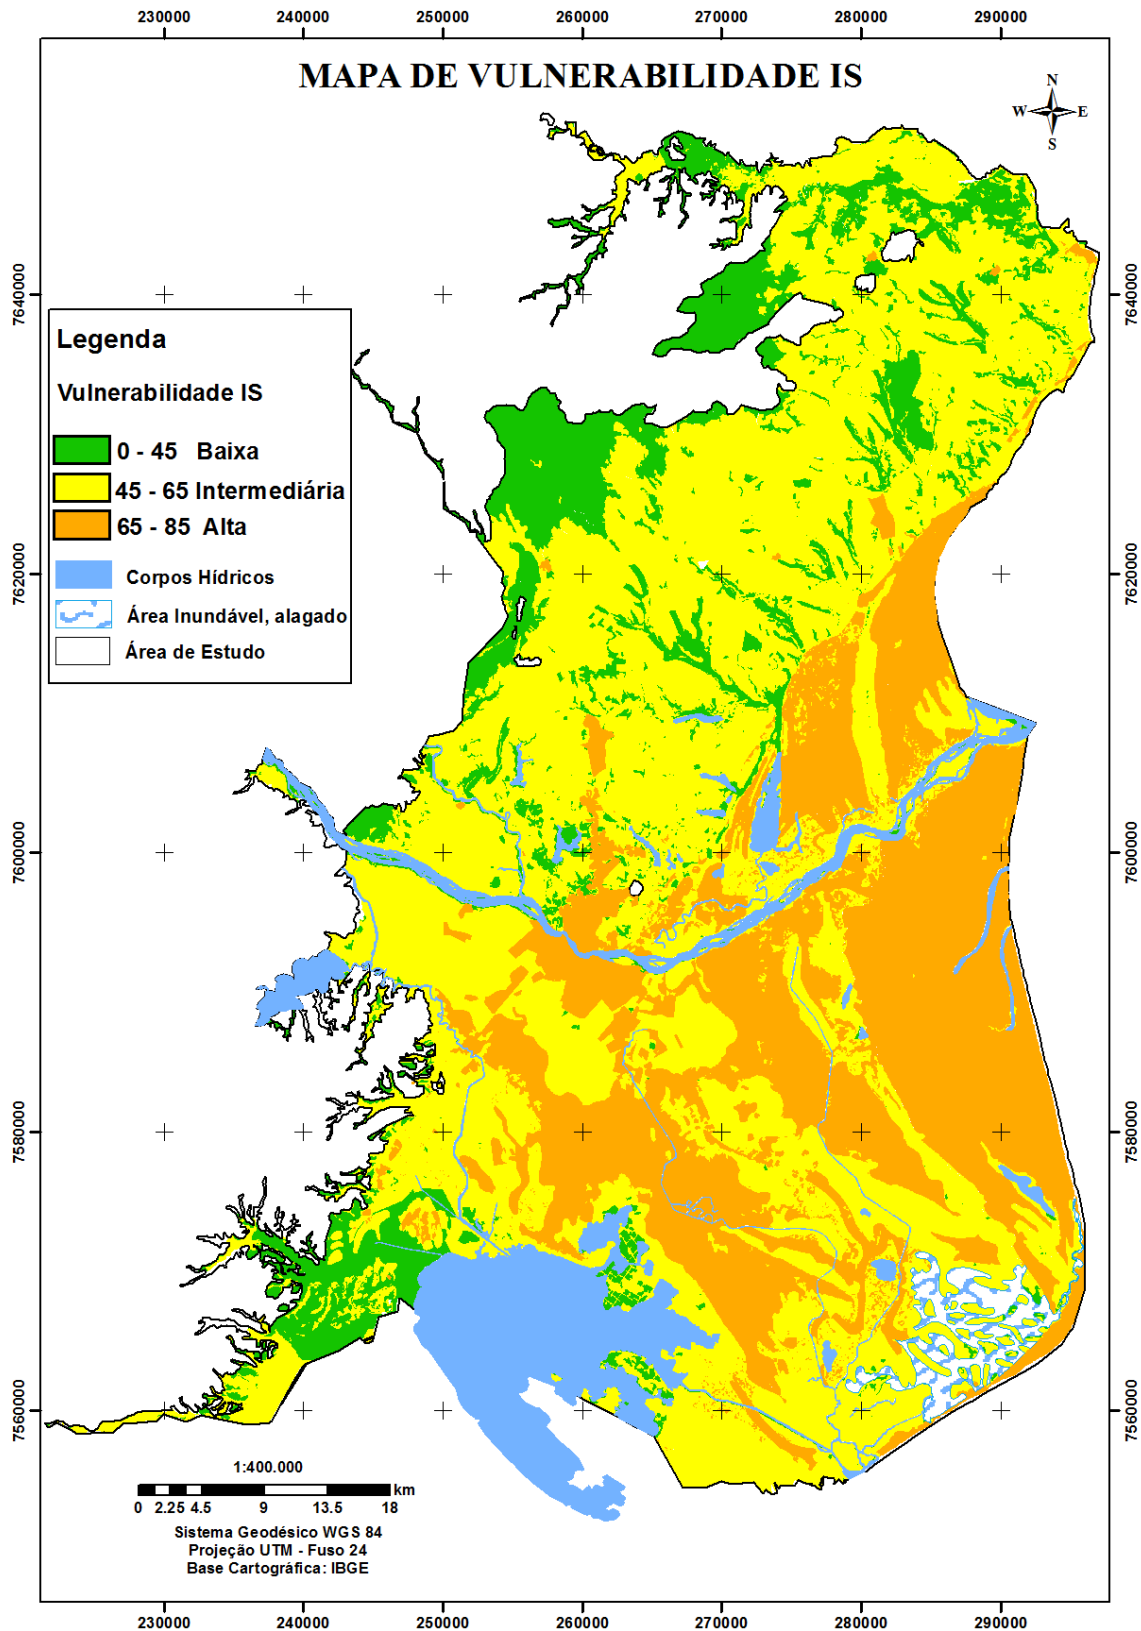 230000 240000 250000 260000 270000 280000 290000
MAPA DE VULNERABILIDADE IS
N
W E
S
7640000 7640000
Legenda
Vulnerabilidade IS
0 - 45 Baixa
45 - 65 Intermediária
65 - 85 Alta
Corpos Hídricos
Área Inundável, alagado
Área de Estudo
7620000 7620000
7600000 7600000
7580000 7580000
7560000 7560000
1:400.000
km
0 2.25 4.5 9 13.5 18
Sistema Geodésico WGS 84
Projeção UTM - Fuso 24
Base Cartográfica: IBGE
230000 240000 250000 260000 270000 280000 290000